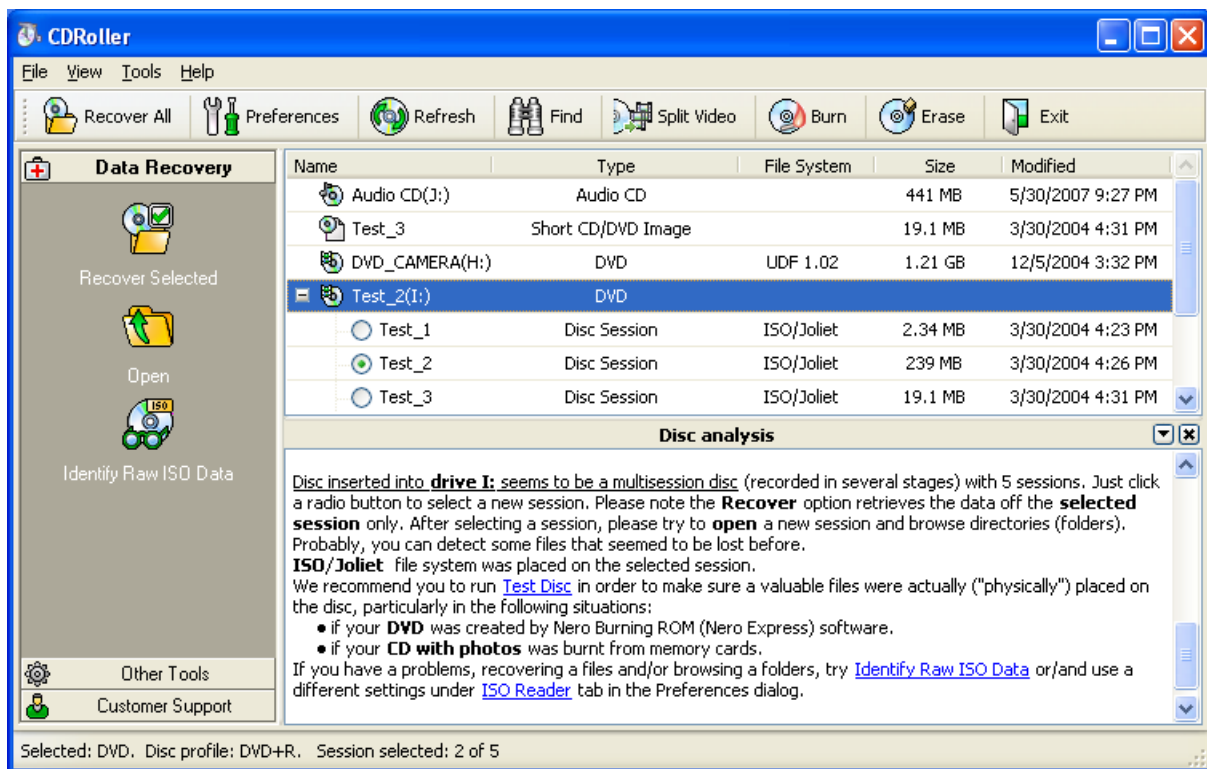 CDRoller
File View Tools Help
Recover All Preferences Refresh Find Split Video Burn Erase Exit
Data Recovery
Recover Selected
Open
ISO
Identify Raw ISO Data
Other Tools
Customer Support
Name Type File System Size Modified
Audio CD(J:) Audio CD 441 MB 5/30/2007 9:27 PM
Test_3 Short CD/DVD Image 19.1 MB 3/30/2004 4:31 PM
DVD_CAMERA(H:) DVD UDF 1.02 1.21 GB 12/5/2004 3:32 PM
Test_2(I:) DVD
Test_1 Disc Session ISO/Joliet 2.34 MB 3/30/2004 4:23 PM
Test_2 Disc Session ISO/Joliet 239 MB 3/30/2004 4:26 PM
Test_3 Disc Session ISO/Joliet 19.1 MB 3/30/2004 4:31 PM
Disc analysis
Disc inserted into drive I: seems to be a multisession disc (recorded in several stages) with 5 sessions. Just click
a radio button to select a new session. Please note the Recover option retrieves the data off the selected
session only. After selecting a session, please try to open a new session and browse directories (folders).
Probably, you can detect some files that seemed to be lost before.
ISO/Joliet file system was placed on the selected session.
We recommend you to run Test Disc in order to make sure a valuable files were actually ("physically") placed on
the disc, particularly in the following situations:
• if your DVD was created by Nero Burning ROM (Nero Express) software.
• if your CD with photos was burnt from memory cards.
If you have a problems, recovering a files and/or browsing a folders, try Identify Raw ISO Data or/and use a
different settings under ISO Reader tab in the Preferences dialog.
Selected: DVD. Disc profile: DVD+R. Session selected: 2 of 5